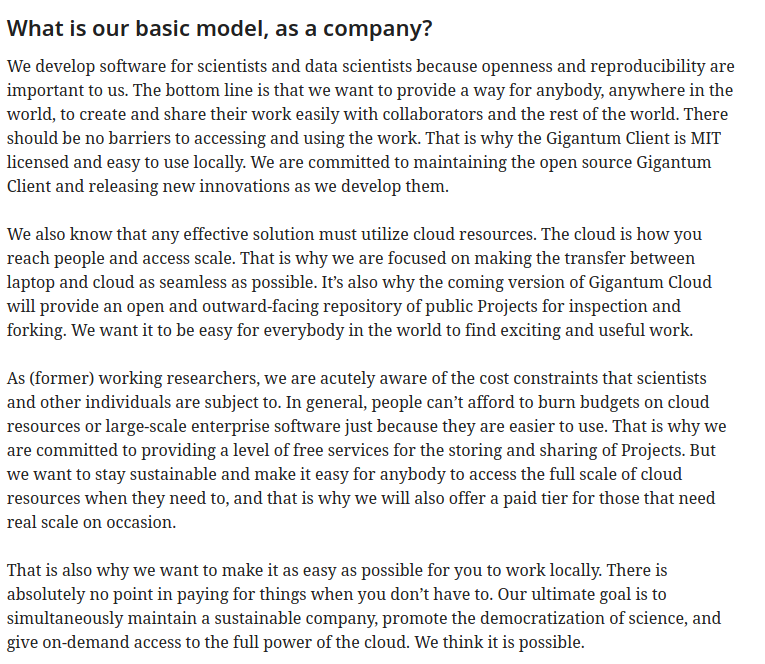 What is our basic model, as a company?
We develop software for scientists and data scientists because openness and reproducibility are
important to us. The bottom line is that we want to provide a way for anybody, anywhere in the
world, to create and share their work easily with collaborators and the rest of the world. There
should be no barriers to accessing and using the work. That is why the Gigantum Client is MIT
licensed and easy to use locally. We are committed to maintaining the open source Gigantum
Client and releasing new innovations as we develop them.
We also know that any effective solution must utilize cloud resources. The cloud is how you
reach people and access scale. That is why we are focused on making the transfer between
laptop and cloud as seamless as possible. It’s also why the coming version of Gigantum Cloud
will provide an open and outward-facing repository of public Projects for inspection and
forking. We want it to be easy for everybody in the world to find exciting and useful work.
As (former) working researchers, we are acutely aware of the cost constraints that scientists
and other individuals are subject to. In general, people can’t afford to burn budgets on cloud
resources or large-scale enterprise software just because they are easier to use. That is why we
are committed to providing a level of free services for the storing and sharing of Projects. But
we want to stay sustainable and make it easy for anybody to access the full scale of cloud
resources when they need to, and that is why we will also offer a paid tier for those that need
real scale on occasion.
That is also why we want to make it as easy as possible for you to work locally. There is
absolutely no point in paying for things when you don’t have to. Our ultimate goal is to
simultaneously maintain a sustainable company, promote the democratization of science, and
give on-demand access to the full power of the cloud. We think it is possible.